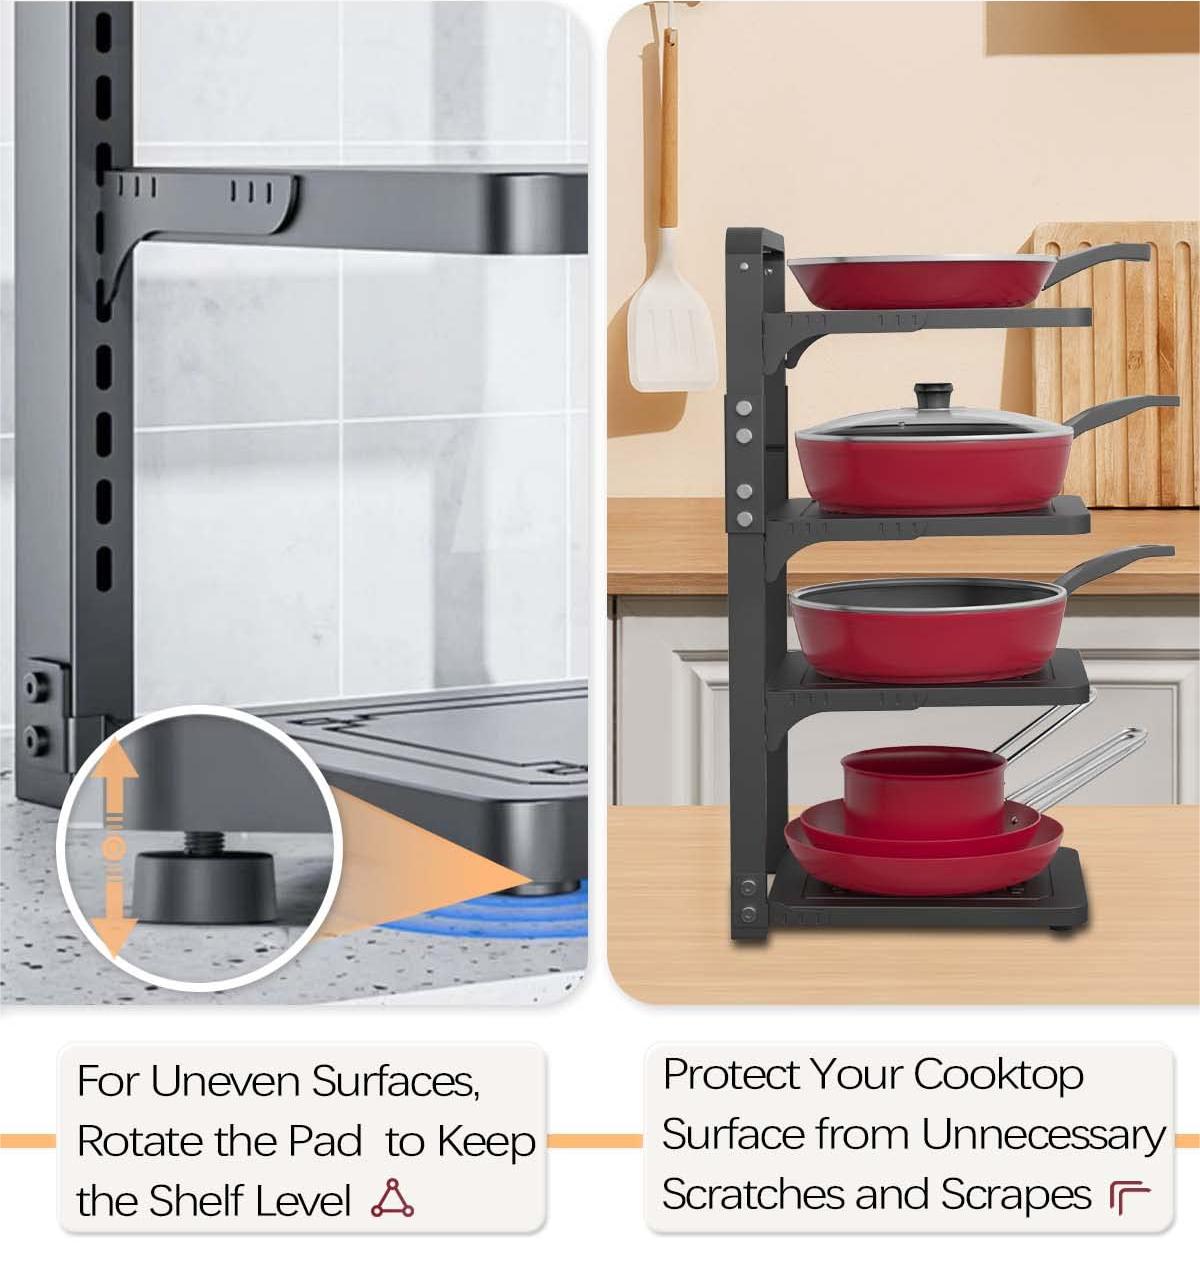 For Uneven Surfaces,
Rotate the Pad to Keep
the Shelf Level
Protect Your Cooktop
Surface from Unnecessary
Scratches and Scrapes